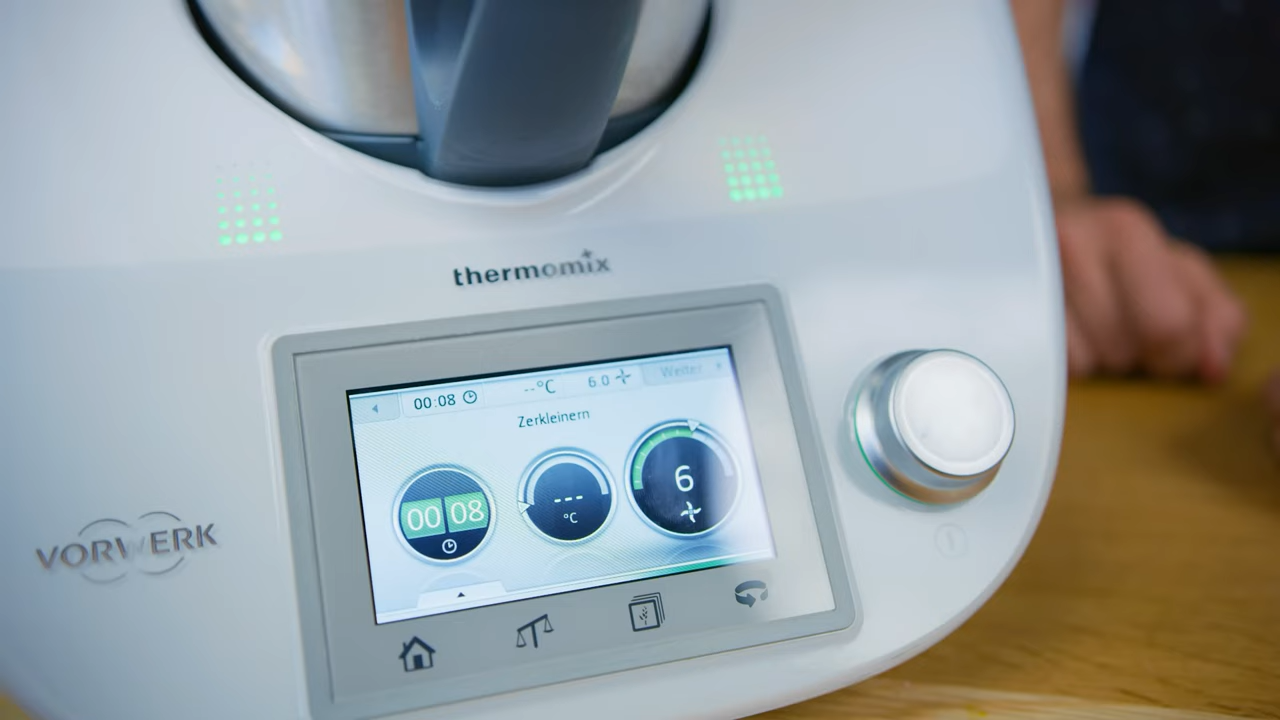 thermomix
00:08 --°C 6.0 Weiter
Zerkleinern
00 08 --- °C 6
VORWERK